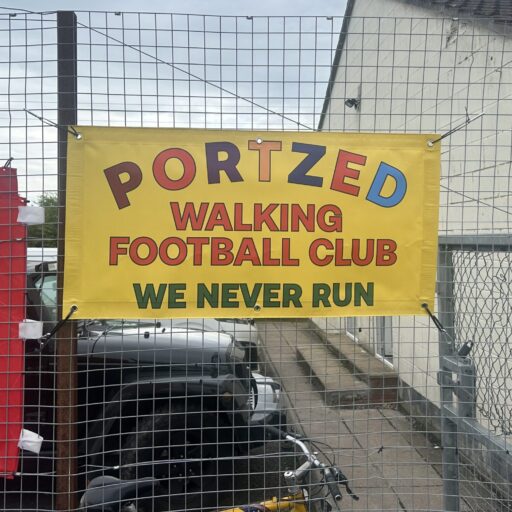 PORTZED
WALKING
FOOTBALL CLUB
WE NEVER RUN